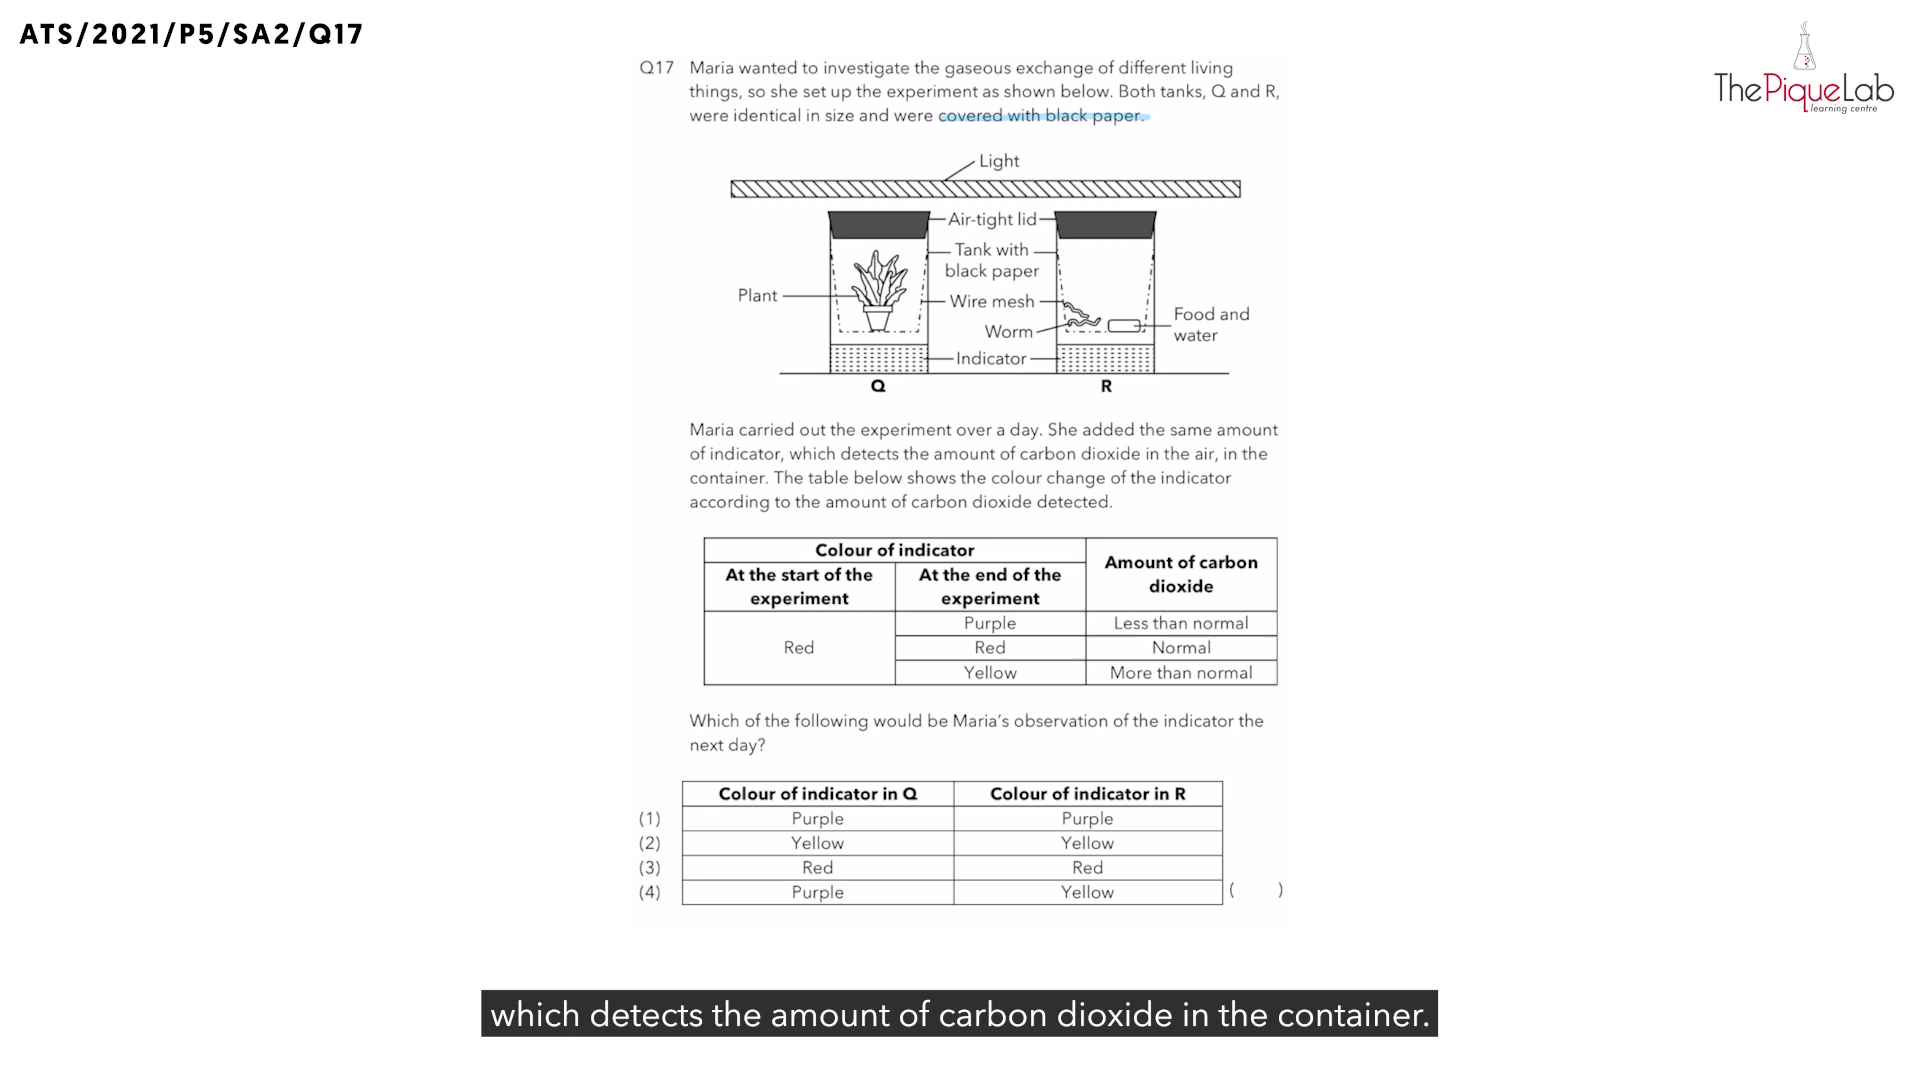 ATS/2021/P5/SA2/Q17
ThePiqueLab
learning centre
Q17 Maria wanted to investigate the gaseous exchange of different living
things, so she set up the experiment as shown below. Both tanks, Q and R,
were identical in size and were covered with black paper.
Light
Air-tight lid
Tank with
black paper
Plant
Wire mesh
Food and
water
Worm
Indicator
Q R
Maria carried out the experiment over a day. She added the same amount
of indicator, which detects the amount of carbon dioxide in the air, in the
container. The table below shows the colour change of the indicator
according to the amount of carbon dioxide detected.
Colour of indicator
Amount of carbon
dioxide
At the start of the
experiment
At the end of the
experiment
Red
Purple Less than normal
Red Normal
Yellow More than normal
Which of the following would be Maria's observation of the indicator the
next day?
Colour of indicator in Q Colour of indicator in R
(1) Purple Purple
(2) Yellow Yellow
(3) Red Red
(4) Purple Yellow ( )
which detects the amount of carbon dioxide in the container.